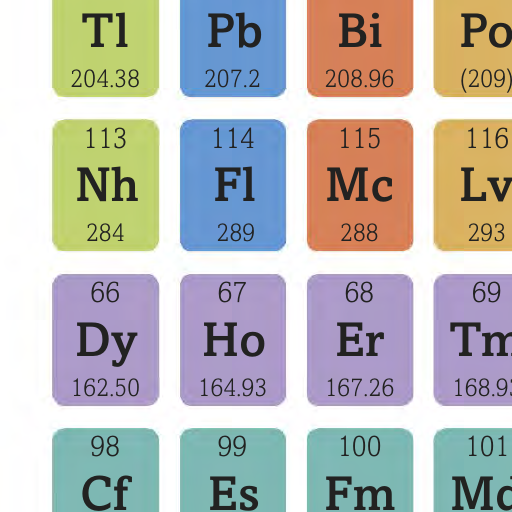 Tl Pb Bi Po
204.38 207.2 208.96 (209)
113 114 115 116
Nh Fl Mc Lv
284 289 288 293
66 67 68 69
Dy Ho Er Tm
162.50 164.93 167.26 168.93
98 99 100 101
Cf Es Fm Md